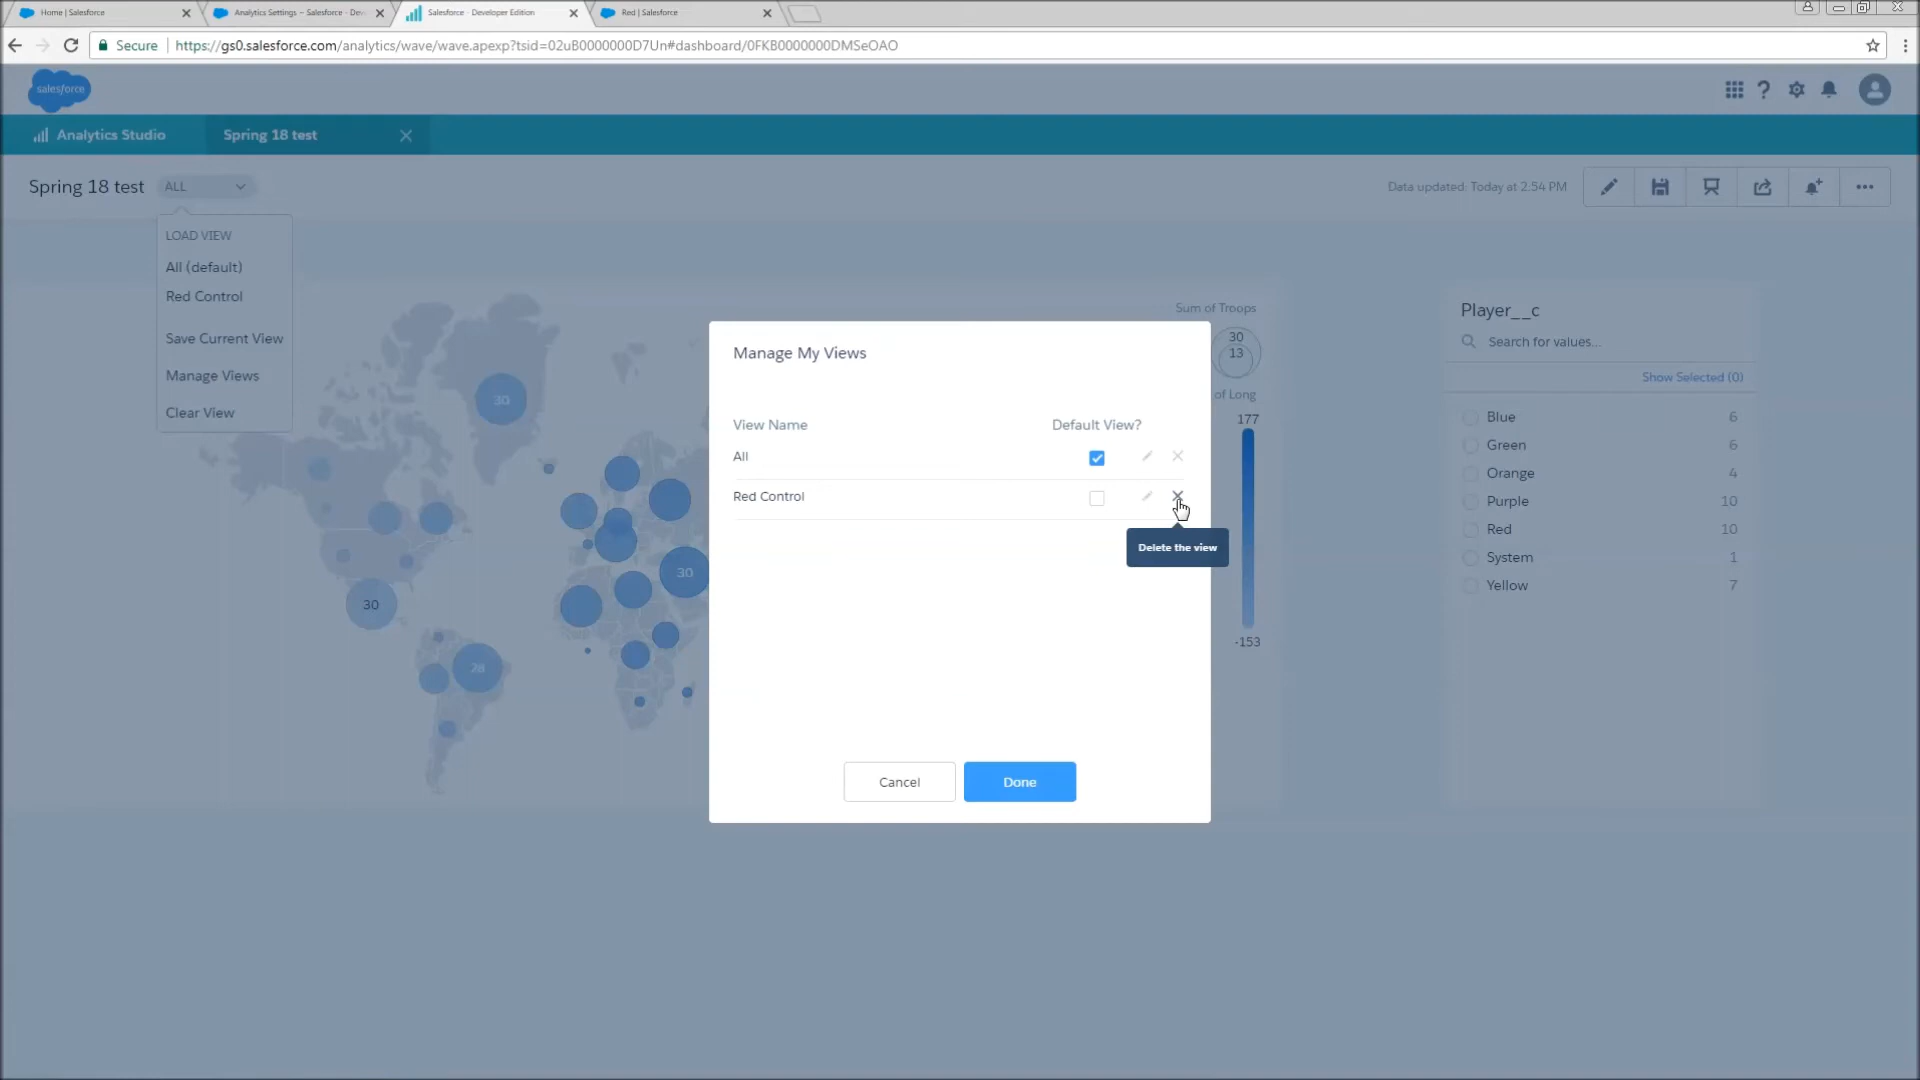 Home | Salesforce
Analytics Settings ~ Salesforce - Dev
Salesforce - Developer Edition
Red | Salesforce
Secure
https://gs0.salesforce.com/analytics/wave/wave.apexp?tsid=02uB0000000D7Un#dashboard/0FKB0000000DMSeOAO
salesforce
Analytics Studio
Spring 18 test
Spring 18 test
ALL
Data updated: Today at 2.54 PM
LOAD VIEW
All (default)
Red Control
Save Current View
Manage Views
Clear View
30
30
28
30
Manage My Views
View Name
Default View?
All
Red Control
Delete the view
Cancel
Done
Sum of Troops
30
13
of Long
177
-153
Player__c
Search for values...
Show Selected (0)
Blue 6
Green 6
Orange 4
Purple 10
Red 10
System 1
Yellow 7